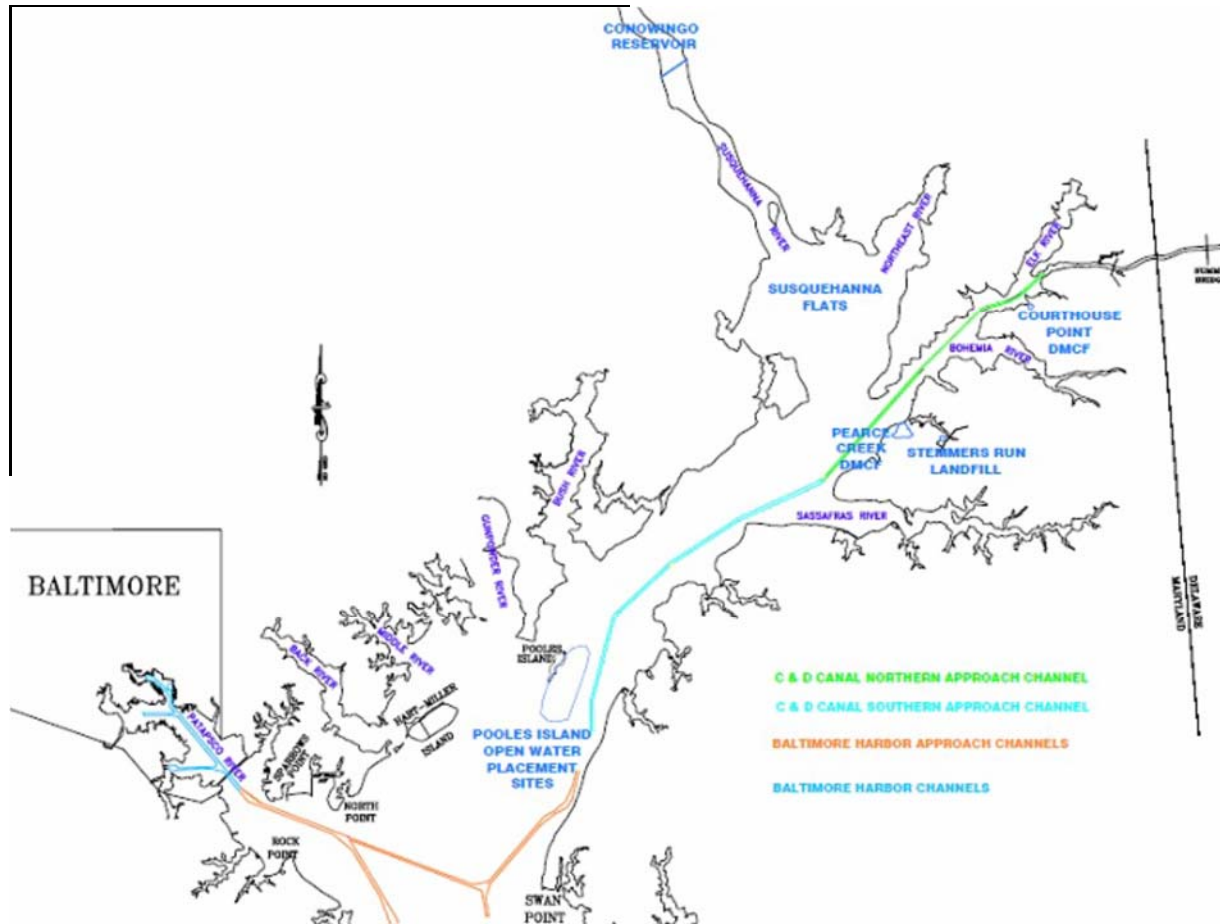 CONOWINGO
RESERVOIR
SUSQUEHANNA
RIVER
NORTHEAST RIVER
ELK RIVER
SUSQUEHANNA
FLATS
COURTHOUSE
POINT
DMCF
BOHEMIA RIVER
PEARCE
CREEK
DMCF
STEMMERS RUN
LANDFILL
BUSH RIVER
SASSAFRAS RIVER
GUNPOWDER RIVER
BALTIMORE
MARYLAND
DELAWARE
MIDDLE RIVER
BACK RIVER
POOLES
ISLAND
HART-MILLER
ISLAND
PATAPSCO RIVER
SPARROWS
POINT
POOLES ISLAND
OPEN WATER
PLACEMENT
SITES
NORTH
POINT
ROCK
POINT
SWAN
POINT
C & D CANAL NORTHERN APPROACH CHANNEL
C & D CANAL SOUTHERN APPROACH CHANNEL
BALTIMORE HARBOR APPROACH CHANNELS
BALTIMORE HARBOR CHANNELS